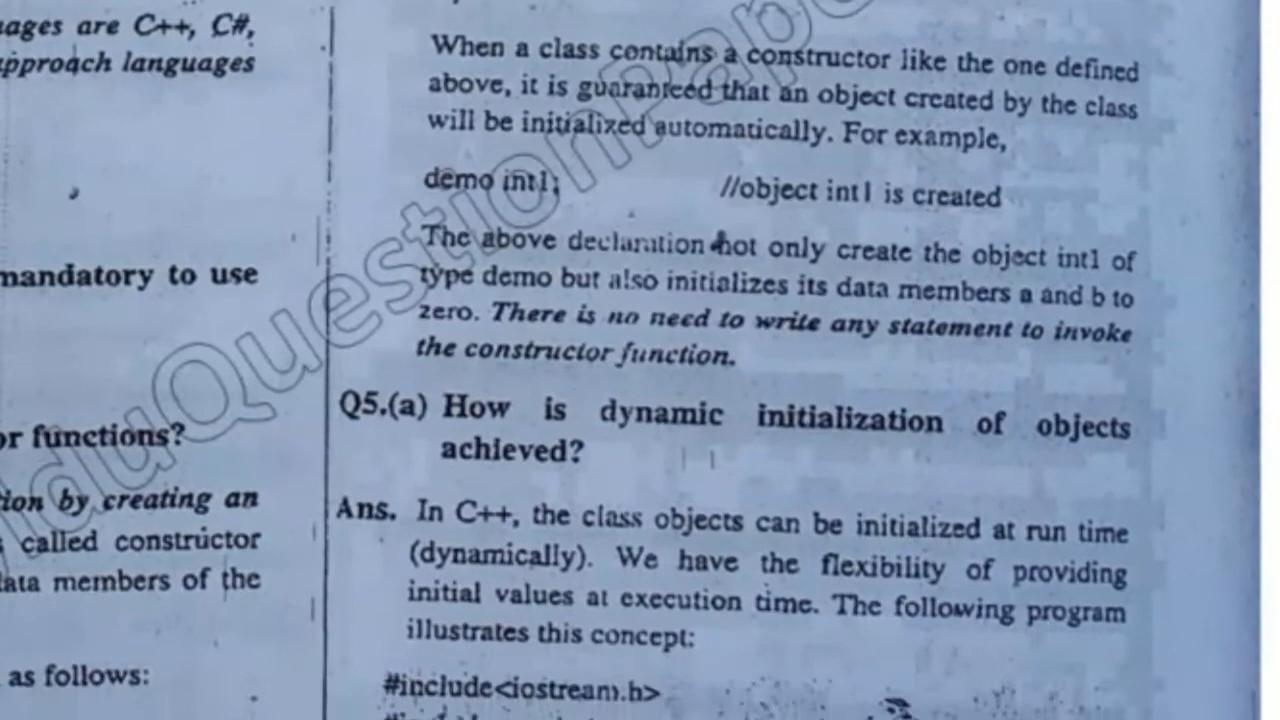 ages are C++, C#,
approach languages
mandatory to use
or functions?
tion by creating an
called constructor
data members of the
as follows:
When a class contains a constructor like the one defined
above, it is guaranteed that an object created by the class
will be initialized automatically. For example,
demo int1; //object int1 is created
The above declaration not only create the object int1 of
type demo but also initializes its data members a and b to
zero. There is no need to write any statement to invoke
the constructor function.
Q5.(a) How is dynamic initialization of objects
achieved?
Ans. In C++, the class objects can be initialized at run time
(dynamically). We have the flexibility of providing
initial values at execution time. The following program
illustrates this concept:
#include<iostream.h>